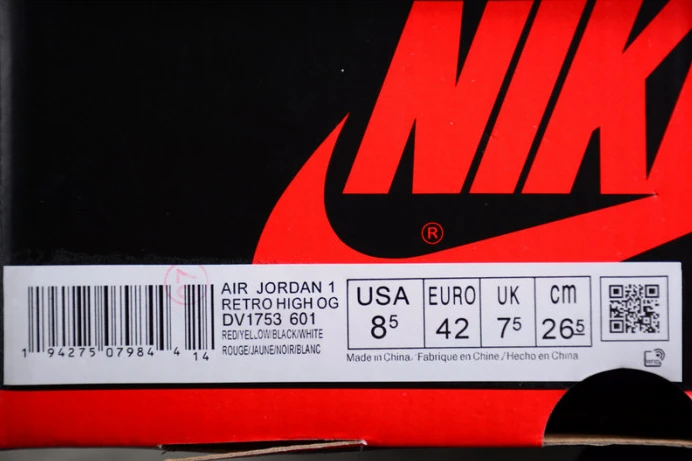 NIK
®
AIR JORDAN 1
RETRO HIGH OG
DV1753 601
RED/YELLOW/BLACK/WHITE
ROUGE/JAUNE/NOIR/BLANC
1 94275 07984 4 14
USA EURO UK cm
8⁵ 42 7⁵ 26⁵
Made in China / Fabrique en Chine / Hecho en China